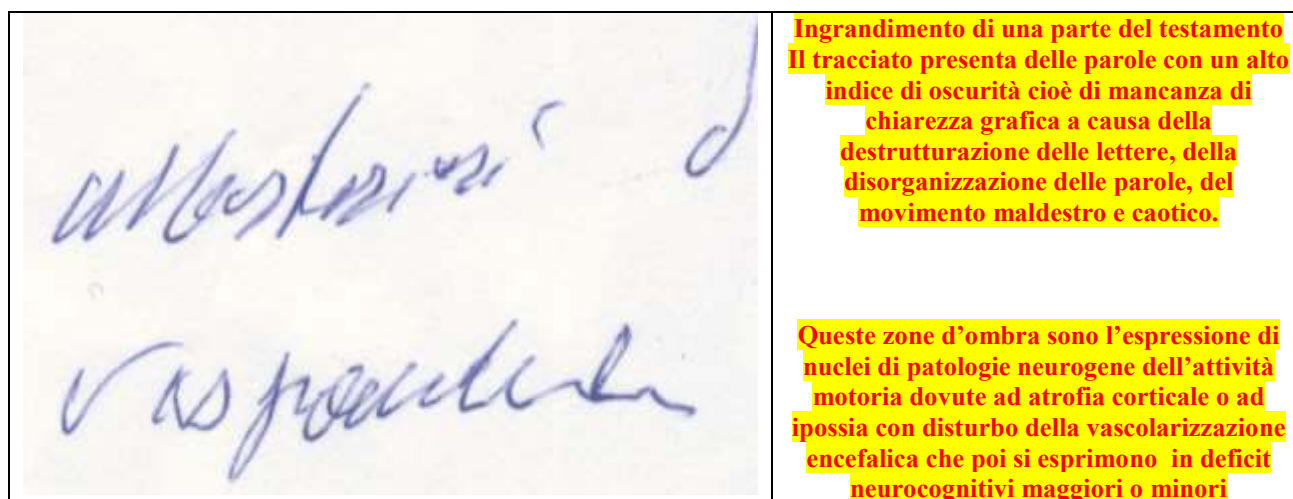 Ingrandimento di una parte del testamento
Il tracciato presenta delle parole con un alto
indice di oscurità cioè di mancanza di
chiarezza grafica a causa della
destrutturazione delle lettere, della
disorganizzazione delle parole, del
movimento maldestro e caotico.
Queste zone d’ombra sono l’espressione di
nuclei di patologie neurogene dell’attività
motoria dovute ad atrofia corticale o ad
ipossia con disturbo della vascolarizzazione
encefalica che poi si esprimono in deficit
neurocognitivi maggiori o minori